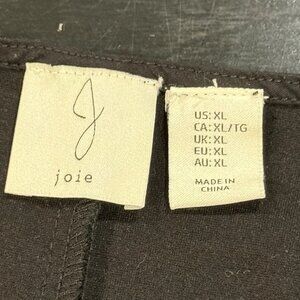 J
joie
US: XL
CA: XL/TG
UK: XL
EU: XL
AU: XL
MADE IN
CHINA